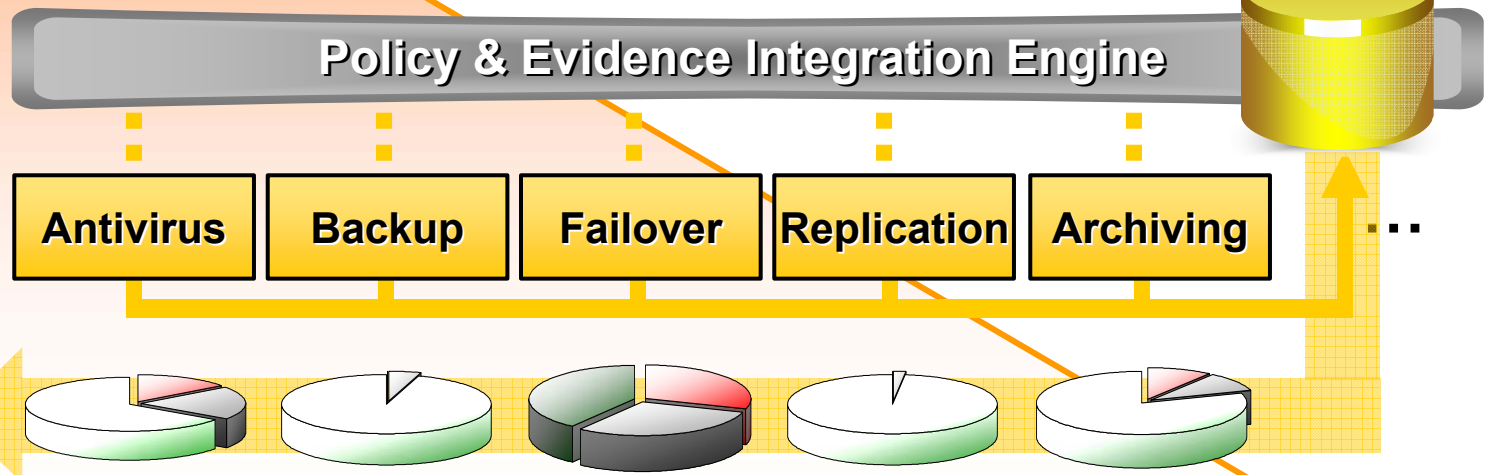 Policy & Evidence Integration Engine
Antivirus Backup Failover Replication Archiving ...